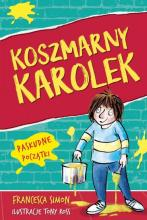 KOSZMARNY
KAROLEK
PASKUDNE
POCZĄTKI
FRANCESCA SIMON
ILUSTRACJE TONY ROSS